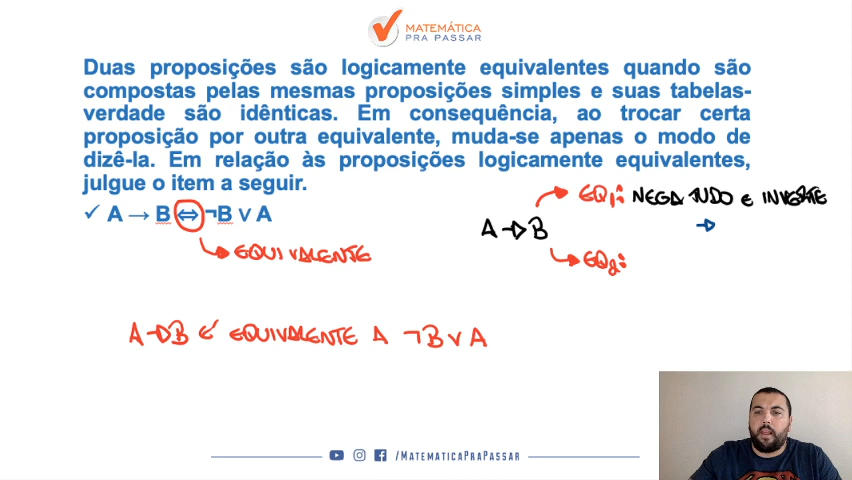 MATEMÁTICA
PRA PASSAR
Duas proposições são logicamente equivalentes quando são
compostas pelas mesmas proposições simples e suas tabelas-
verdade são idênticas. Em consequência, ao trocar certa
proposição por outra equivalente, muda-se apenas o modo de
dizê-la. Em relação às proposições logicamente equivalentes,
julgue o item a seguir.
✓ A → B ⇔ ¬B ∨ A
EQUIVALENTE
EQ1: NEGA TUDO E INVERTE
→
A → B
EQ2:
A → B É EQUIVALENTE A ¬B ∨ A
/MATEMATICAPRAPASSAR